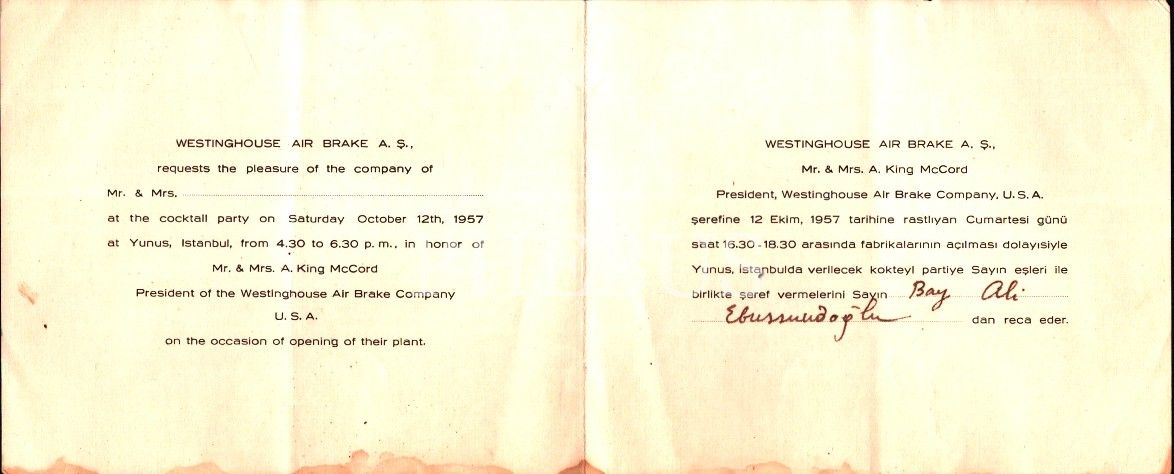 WESTINGHOUSE AIR BRAKE A. Ş.,
requests the pleasure of the company of
Mr. & Mrs.
at the cocktail party on Saturday October 12th, 1957
at Yunus, Istanbul, from 4.30 to 6.30 p. m., in honor of
Mr. & Mrs. A. King McCord
President of the Westinghouse Air Brake Company
U. S. A.
on the occasion of opening of their plant.
WESTINGHOUSE AIR BRAKE A. Ş.,
Mr. & Mrs. A. King McCord
President, Westinghouse Air Brake Company, U. S. A.
şerefine 12 Ekim, 1957 tarihine rastlıyan Cumartesi günü
saat 16.30 - 18.30 arasında fabrikalarının açılması dolayısiyle
Yunus, İstanbulda verilecek kokteyl partiye Sayın eşleri ile
birlikte şeref vermelerini Sayın Bay Ali
Ebussuudoğlu dan reca eder.